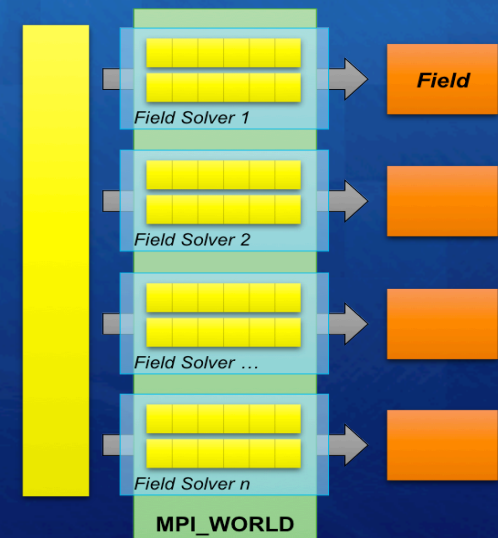 Field
Field Solver 1
Field Solver 2
Field Solver ...
Field Solver n
MPI_WORLD